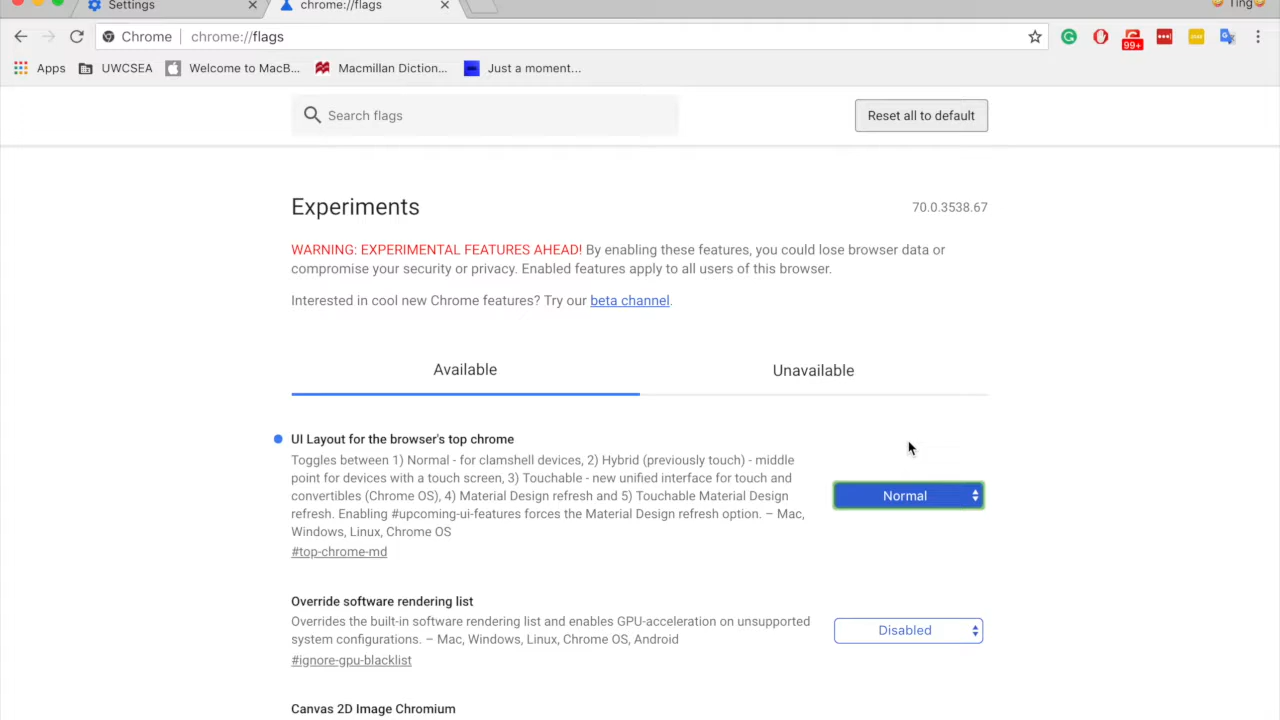 Settings
chrome://flags
Ting
Chrome
chrome://flags
99+
Apps
UWCSEA
Welcome to MacB...
Macmillan Diction...
Just a moment...
Search flags
Reset all to default
Experiments
70.0.3538.67
WARNING: EXPERIMENTAL FEATURES AHEAD! By enabling these features, you could lose browser data or
compromise your security or privacy. Enabled features apply to all users of this browser.
Interested in cool new Chrome features? Try our beta channel.
Available
Unavailable
UI Layout for the browser's top chrome
Toggles between 1) Normal - for clamshell devices, 2) Hybrid (previously touch) - middle
point for devices with a touch screen, 3) Touchable - new unified interface for touch and
convertibles (Chrome OS), 4) Material Design refresh and 5) Touchable Material Design
refresh. Enabling #upcoming-ui-features forces the Material Design refresh option. – Mac,
Windows, Linux, Chrome OS
#top-chrome-md
Normal
Override software rendering list
Overrides the built-in software rendering list and enables GPU-acceleration on unsupported
system configurations. – Mac, Windows, Linux, Chrome OS, Android
#ignore-gpu-blacklist
Disabled
Canvas 2D Image Chromium